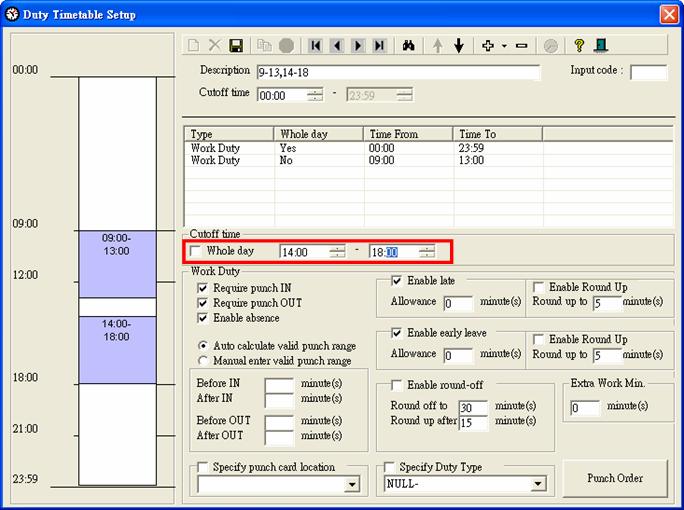 Duty Timetable Setup
Description 9-13,14-18 Input code :
Cutoff time 00:00 - 23:59
Type Whole day Time From Time To
Work Duty Yes 00:00 23:59
Work Duty No 09:00 13:00
Cutoff time
Whole day 14:00 - 18:00
00:00
09:00
12:00
18:00
21:00
23:59
09:00-
13:00
14:00-
18:00
Work Duty
Require punch IN
Require punch OUT
Enable absence
Auto calculate valid punch range
Manual enter valid punch range
Before IN minute(s)
After IN minute(s)
Before OUT minute(s)
After OUT minute(s)
Enable late
Allowance 0 minute(s)
Enable Round Up
Round up to 5 minute(s)
Enable early leave
Allowance 0 minute(s)
Enable Round Up
Round up to 5 minute(s)
Enable round-off
Round off to 30 minute(s)
Round up after 15 minute(s)
Extra Work Min.
0 minute(s)
Specify punch card location
Specify Duty Type
NULL-
Punch Order